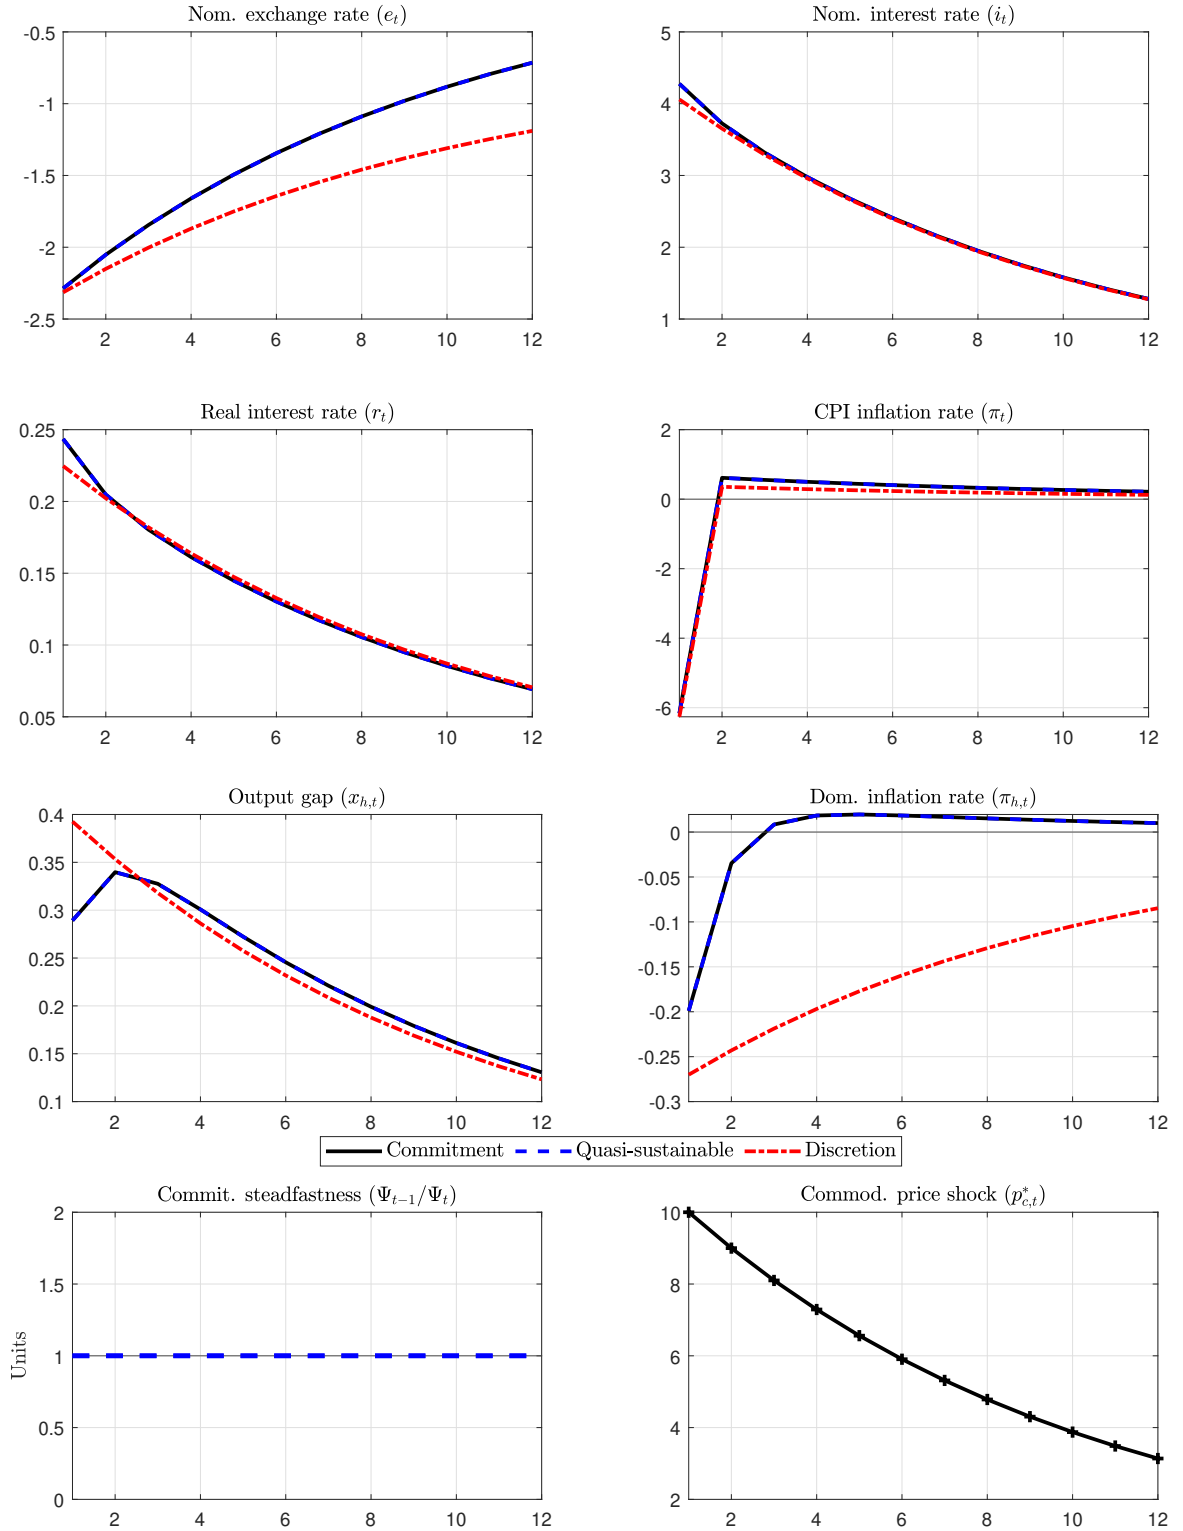 Nom. exchange rate (e_t)
-0.5
-1
-1.5
-2
-2.5
2 4 6 8 10 12
Nom. interest rate (i_t)
5
4
3
2
1
2 4 6 8 10 12
Real interest rate (r_t)
0.25
0.2
0.15
0.1
0.05
2 4 6 8 10 12
CPI inflation rate (π_t)
2
0
-2
-4
-6
2 4 6 8 10 12
Output gap (x_{h,t})
0.4
0.35
0.3
0.25
0.2
0.15
0.1
2 4 6 8 10 12
Dom. inflation rate (π_{h,t})
0
-0.05
-0.1
-0.15
-0.2
-0.25
-0.3
2 4 6 8 10 12
Commitment Quasi-sustainable Discretion
Commit. steadfastness (Ψ_{t−1}/Ψ_t)
Units
2
1.5
1
0.5
0
2 4 6 8 10 12
Commod. price shock (p*_{c,t})
10
8
6
4
2
2 4 6 8 10 12